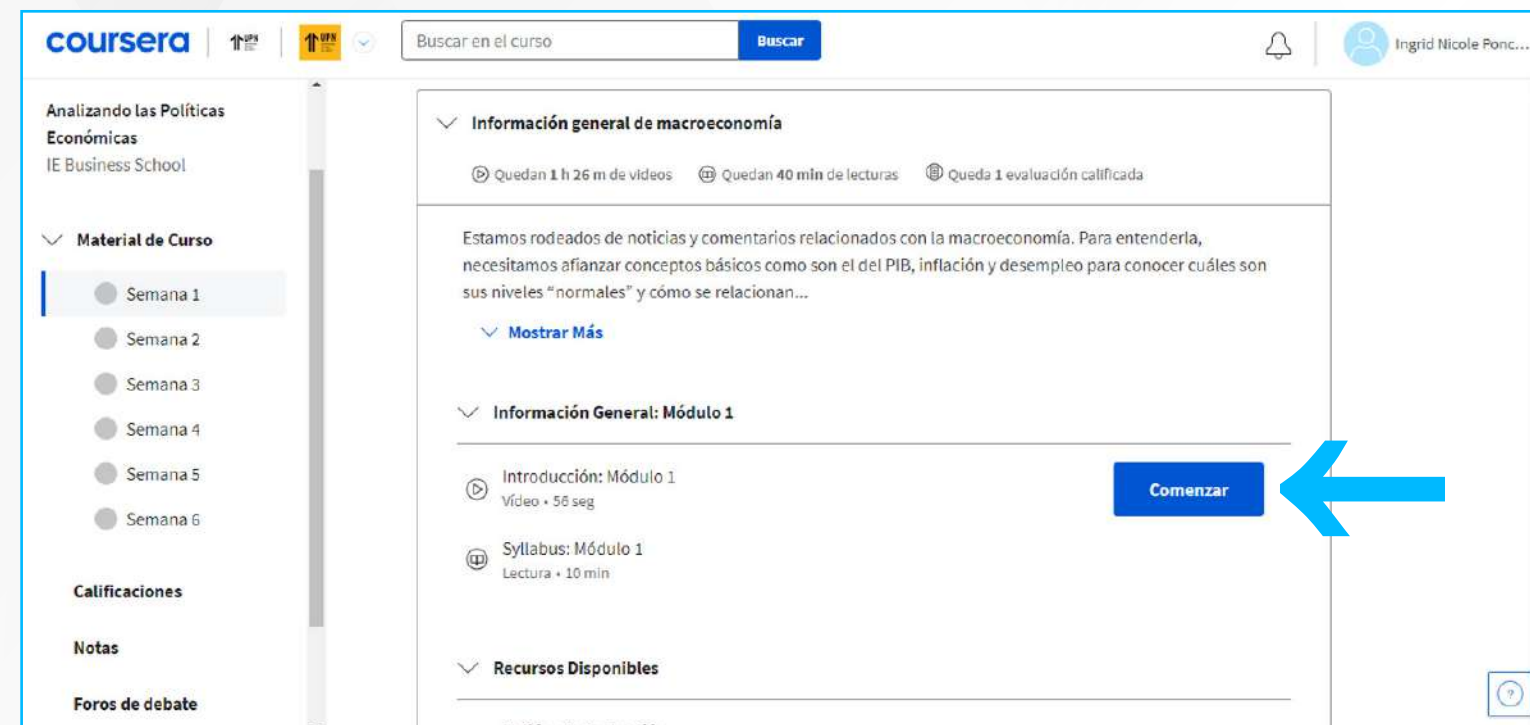 coursera
UPN
UPN
Buscar en el curso
Buscar
Ingrid Nicole Ponc...
Analizando las Políticas
Económicas
IE Business School
Material de Curso
Semana 1
Semana 2
Semana 3
Semana 4
Semana 5
Semana 6
Calificaciones
Notas
Foros de debate
Información general de macroeconomía
Quedan 1 h 26 m de videos
Quedan 40 min de lecturas
Queda 1 evaluación calificada
Estamos rodeados de noticias y comentarios relacionados con la macroeconomía. Para entenderla,
necesitamos afianzar conceptos básicos como son el del PIB, inflación y desempleo para conocer cuáles son
sus niveles “normales” y cómo se relacionan...
Mostrar Más
Información General: Módulo 1
Introducción: Módulo 1
Vídeo • 56 seg
Comenzar
Syllabus: Módulo 1
Lectura • 10 min
Recursos Disponibles
?